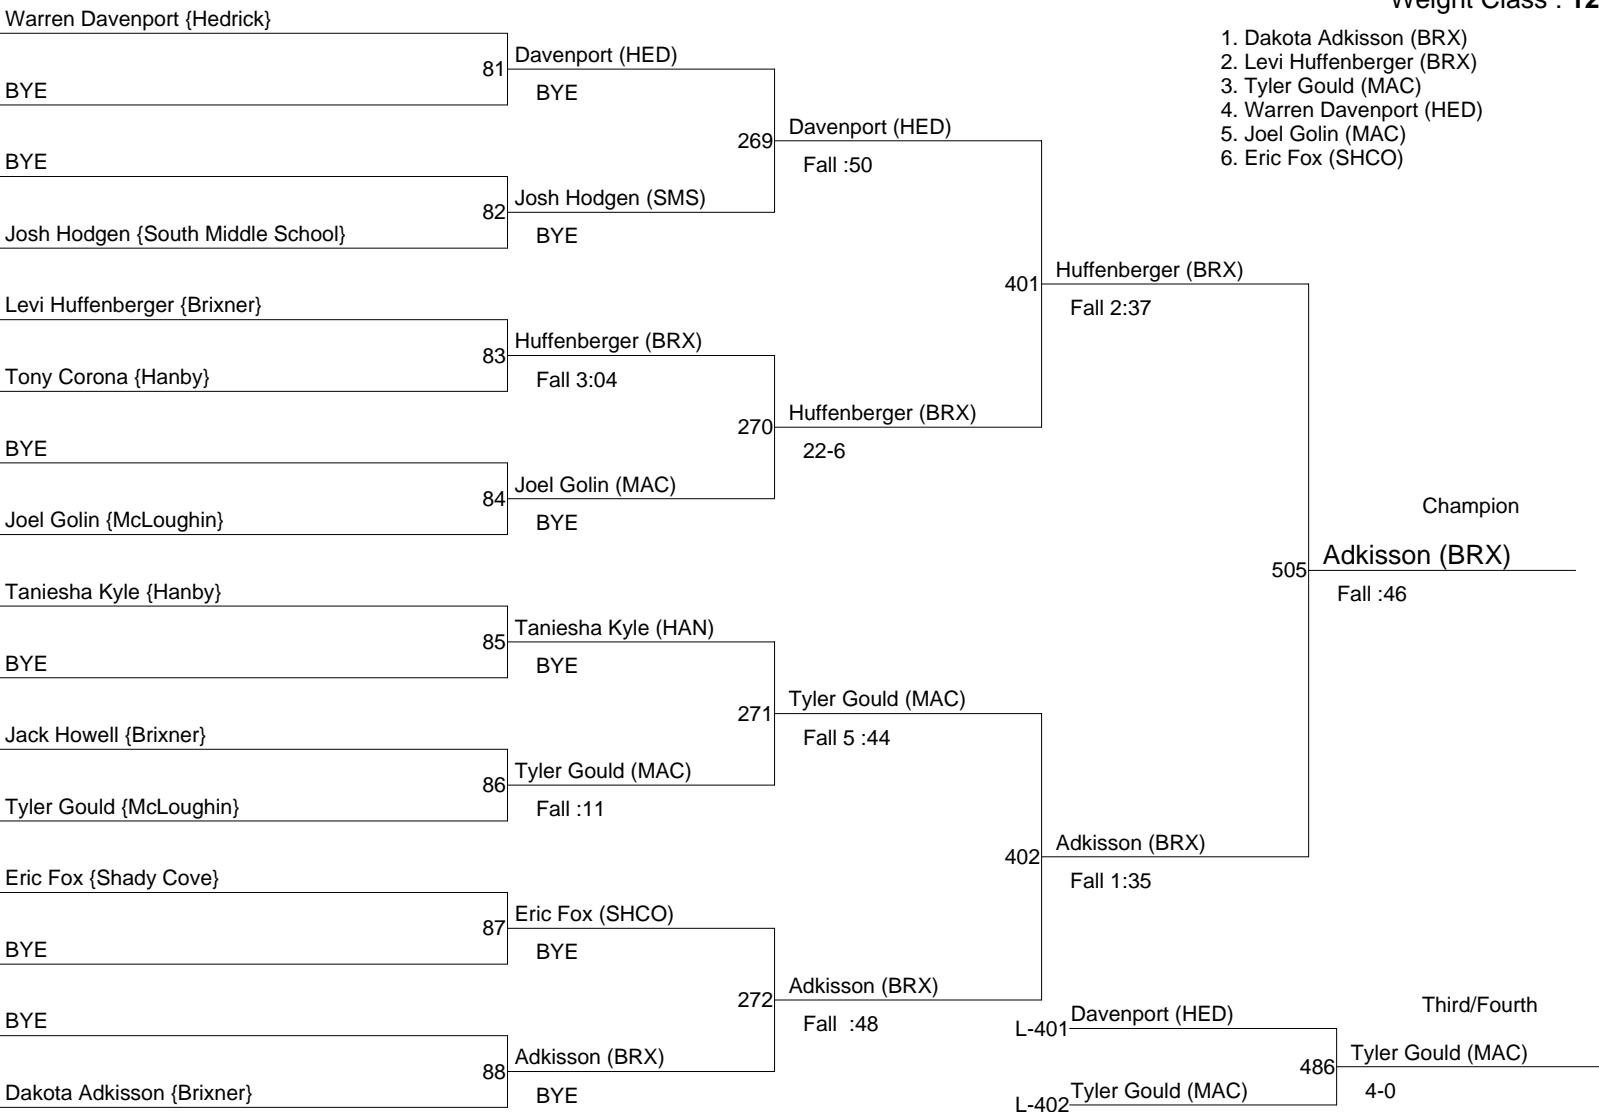 Weight Class : 12
1. Dakota Adkisson (BRX)
2. Levi Huffenberger (BRX)
3. Tyler Gould (MAC)
4. Warren Davenport (HED)
5. Joel Golin (MAC)
6. Eric Fox (SHCO)
Warren Davenport {Hedrick}
81
BYE
BYE
82
Josh Hodgen {South Middle School}
Levi Huffenberger {Brixner}
83
Tony Corona {Hanby}
BYE
84
Joel Golin {McLoughin}
Taniesha Kyle {Hanby}
85
BYE
Jack Howell {Brixner}
86
Tyler Gould {McLoughin}
Eric Fox {Shady Cove}
87
BYE
BYE
88
Dakota Adkisson {Brixner}
Davenport (HED)
BYE
269
Josh Hodgen (SMS)
BYE
Huffenberger (BRX)
Fall 3:04
270
Joel Golin (MAC)
BYE
Taniesha Kyle (HAN)
BYE
271
Tyler Gould (MAC)
Fall :11
Eric Fox (SHCO)
BYE
272
Adkisson (BRX)
BYE
Davenport (HED)
Fall :50
401
Huffenberger (BRX)
22-6
Tyler Gould (MAC)
Fall 5 :44
402
Adkisson (BRX)
Fall :48
Huffenberger (BRX)
Fall 2:37
505
Adkisson (BRX)
Fall 1:35
Champion
Adkisson (BRX)
Fall :46
Third/Fourth
L-401
Davenport (HED)
486
L-402
Tyler Gould (MAC)
Tyler Gould (MAC)
4-0